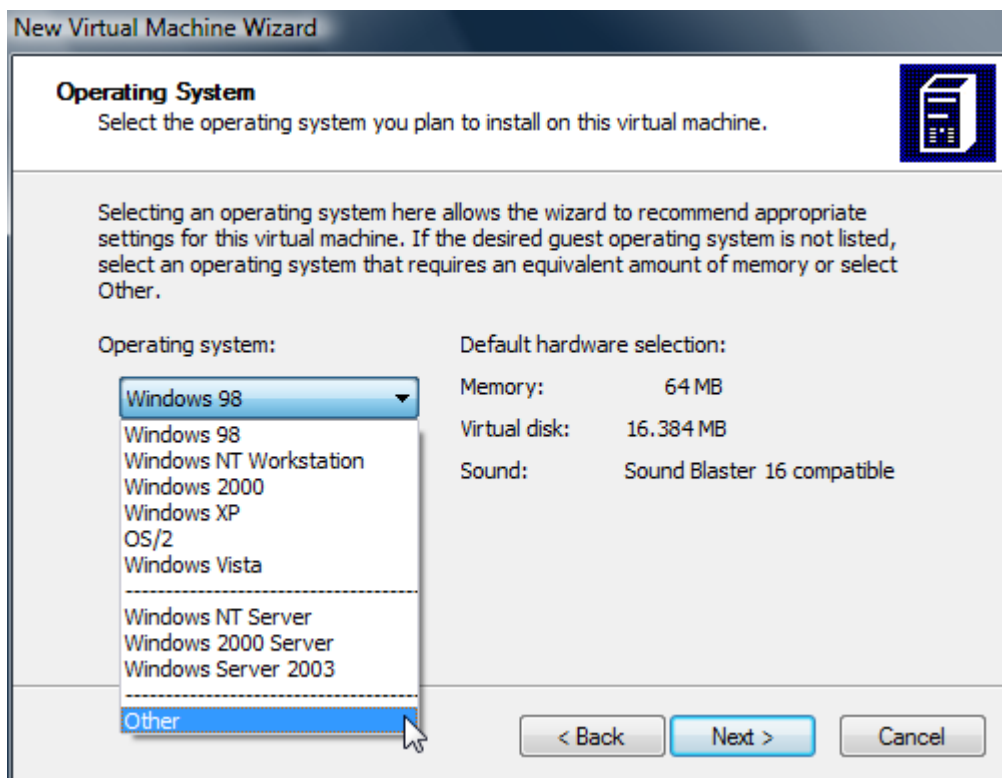 New Virtual Machine Wizard
Operating System
Select the operating system you plan to install on this virtual machine.
Selecting an operating system here allows the wizard to recommend appropriate
settings for this virtual machine. If the desired guest operating system is not listed,
select an operating system that requires an equivalent amount of memory or select
Other.
Operating system:
Windows 98
Windows 98
Windows NT Workstation
Windows 2000
Windows XP
OS/2
Windows Vista
Windows NT Server
Windows 2000 Server
Windows Server 2003
Other
Default hardware selection:
Memory: 64 MB
Virtual disk: 16.384 MB
Sound: Sound Blaster 16 compatible
< Back Next > Cancel